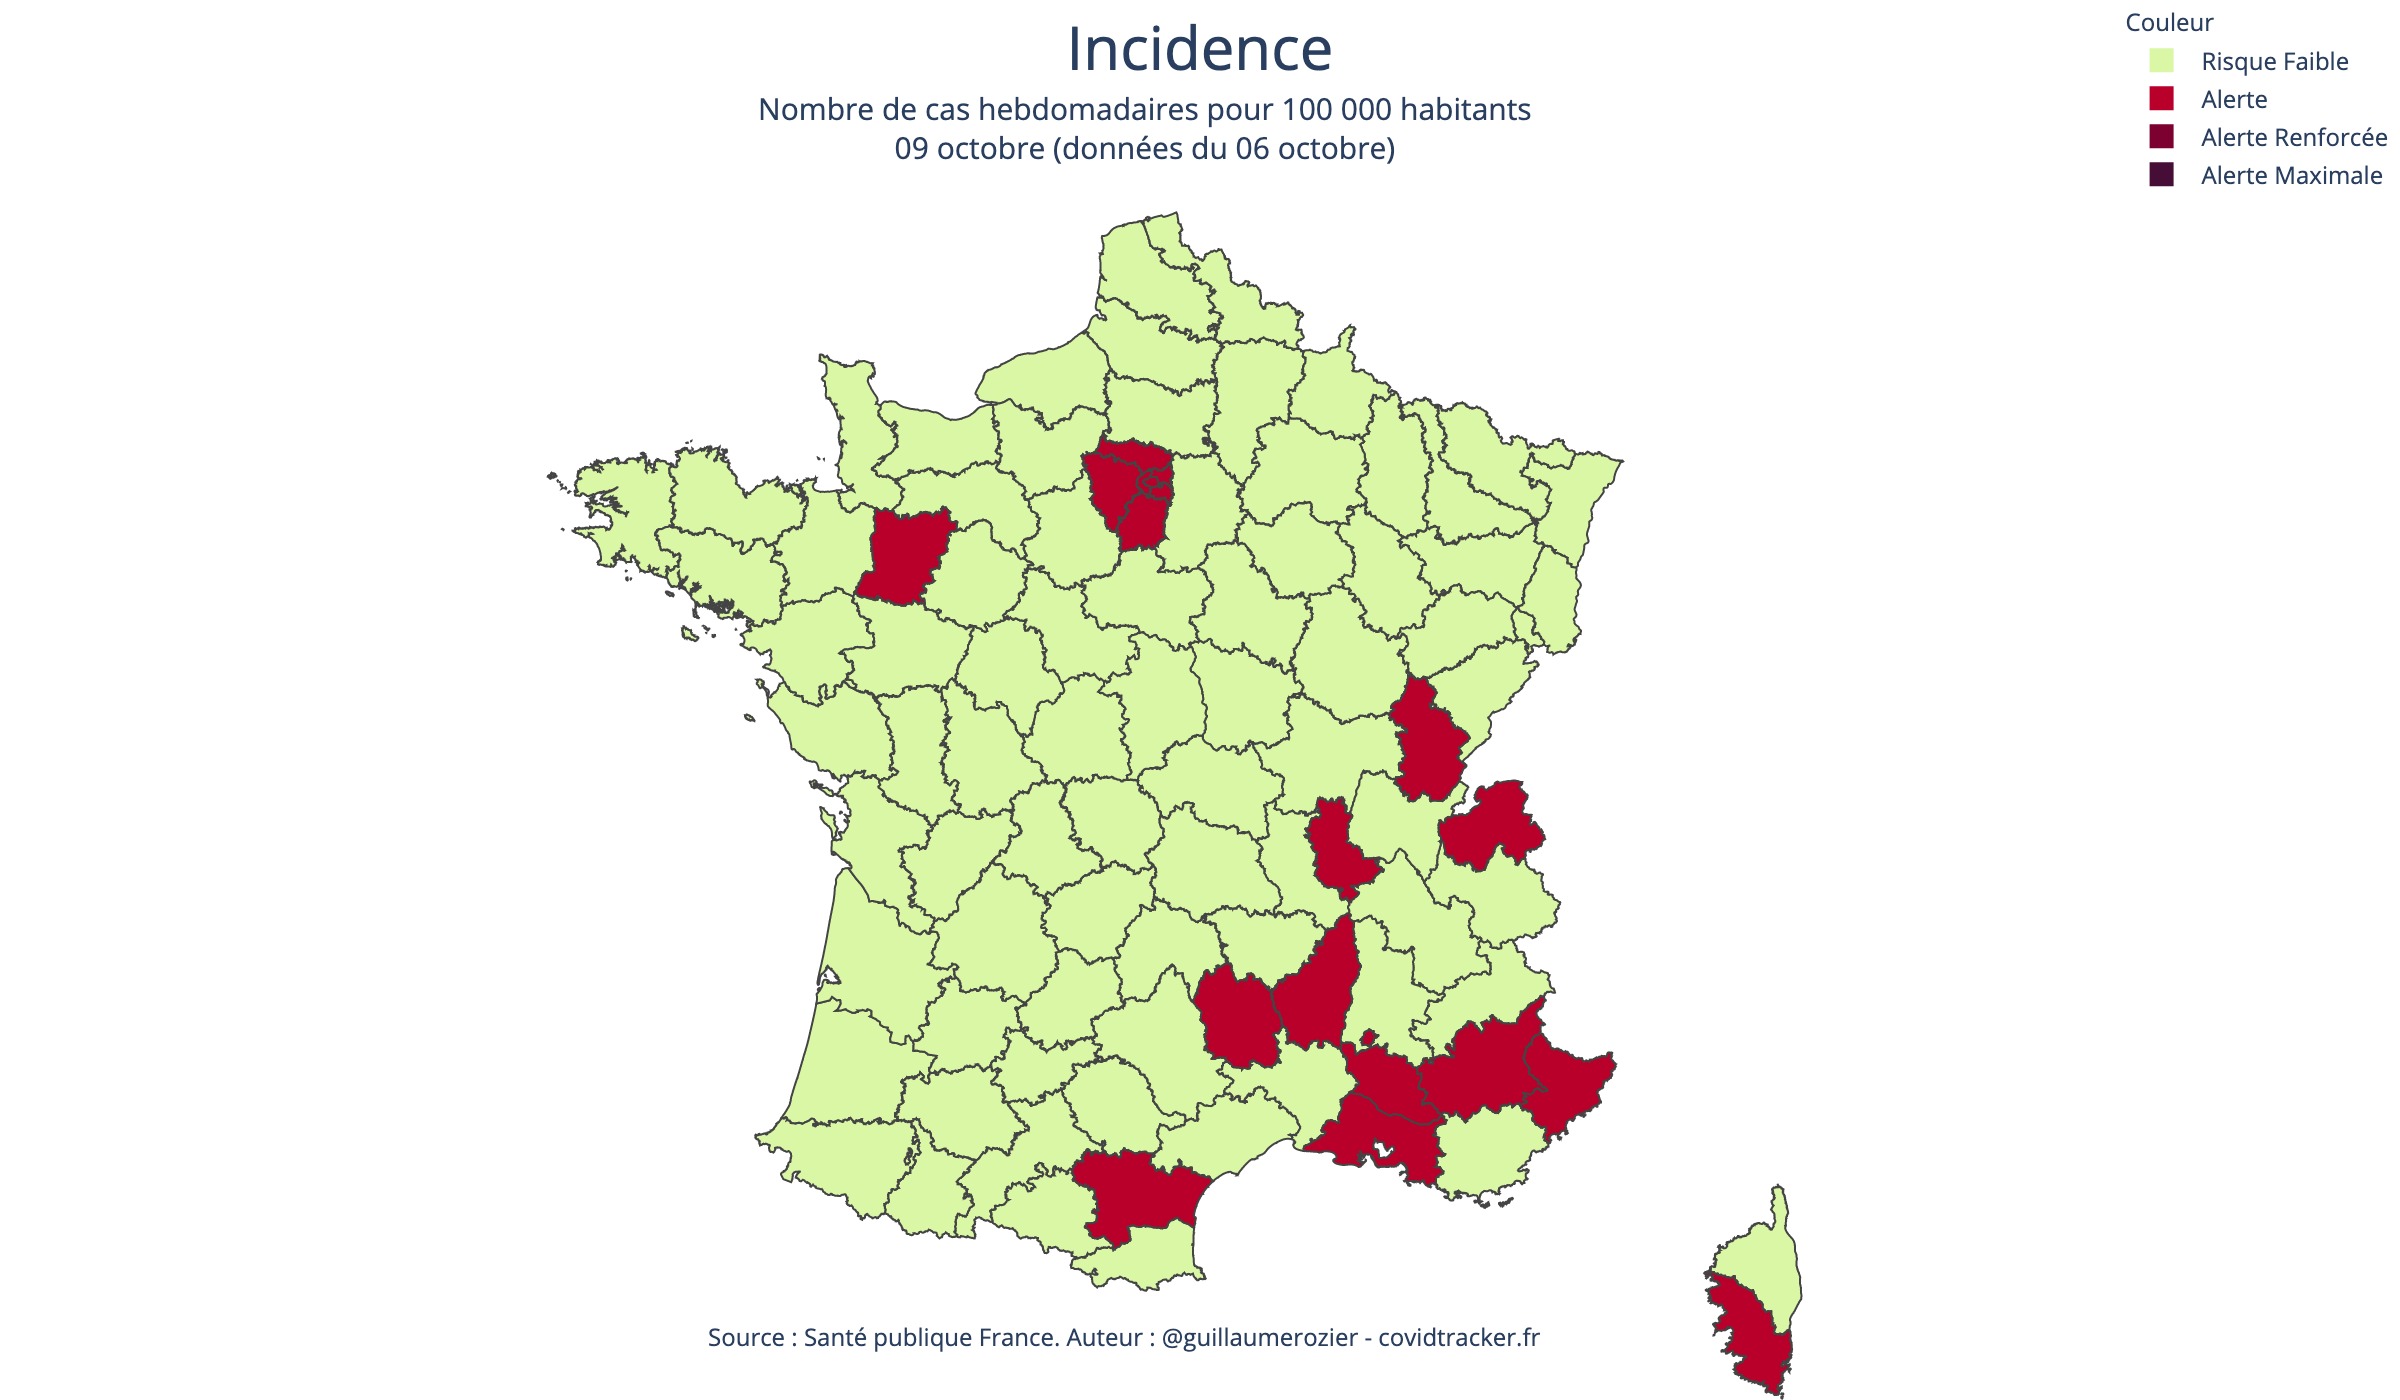 Incidence
Nombre de cas hebdomadaires pour 100 000 habitants
09 octobre (données du 06 octobre)
Couleur
Risque Faible
Alerte
Alerte Renforcée
Alerte Maximale
Source : Santé publique France. Auteur : @guillaumerozier - covidtracker.fr